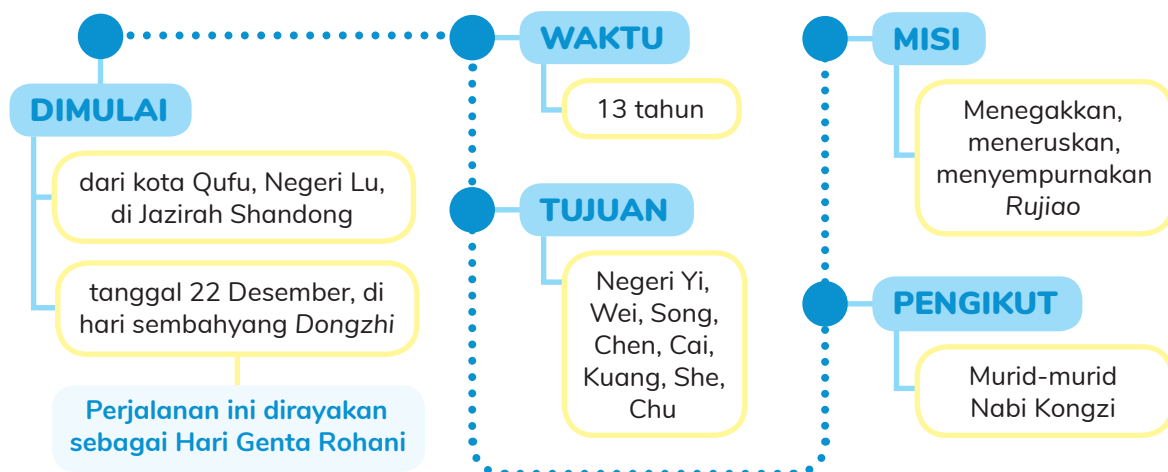 DIMULAI
dari kota Qufu, Negeri Lu,
di Jazirah Shandong
tanggal 22 Desember, di
hari sembahyang Dongzhi
Perjalanan ini dirayakan
sebagai Hari Genta Rohani
WAKTU
13 tahun
TUJUAN
Negeri Yi,
Wei, Song,
Chen, Cai,
Kuang, She,
Chu
MISI
Menegakkan,
meneruskan,
menyempurnakan
Rujiao
PENGIKUT
Murid-murid
Nabi Kongzi